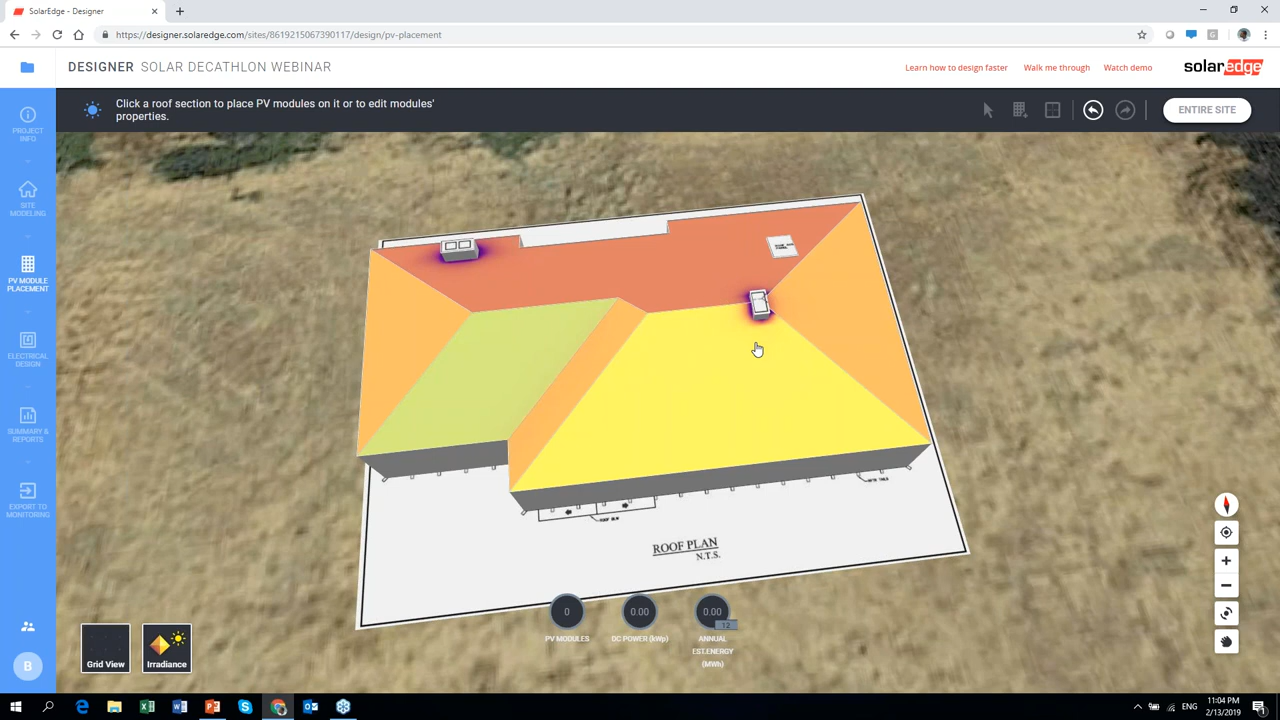 SolarEdge - Designer
https://designer.solaredge.com/sites/8619215067390117/design/pv-placement
DESIGNER SOLAR DECATHLON WEBINAR
Learn how to design faster
Walk me through
Watch demo
solaredge
Click a roof section to place PV modules on it or to edit modules'
properties.
ENTIRE SITE
PROJECT
INFO
SITE
MODELING
PV MODULE
PLACEMENT
ELECTRICAL
DESIGN
SUMMARY &
REPORTS
EXPORT TO
MONITORING
B
ROOF PLAN
N.T.S.
0
0.00
0.00
12
PV MODULES
DC POWER (kWp)
ANNUAL
EST.ENERGY
(MWh)
Grid View
Irradiance
ENG
11:04 PM
2/13/2019
1